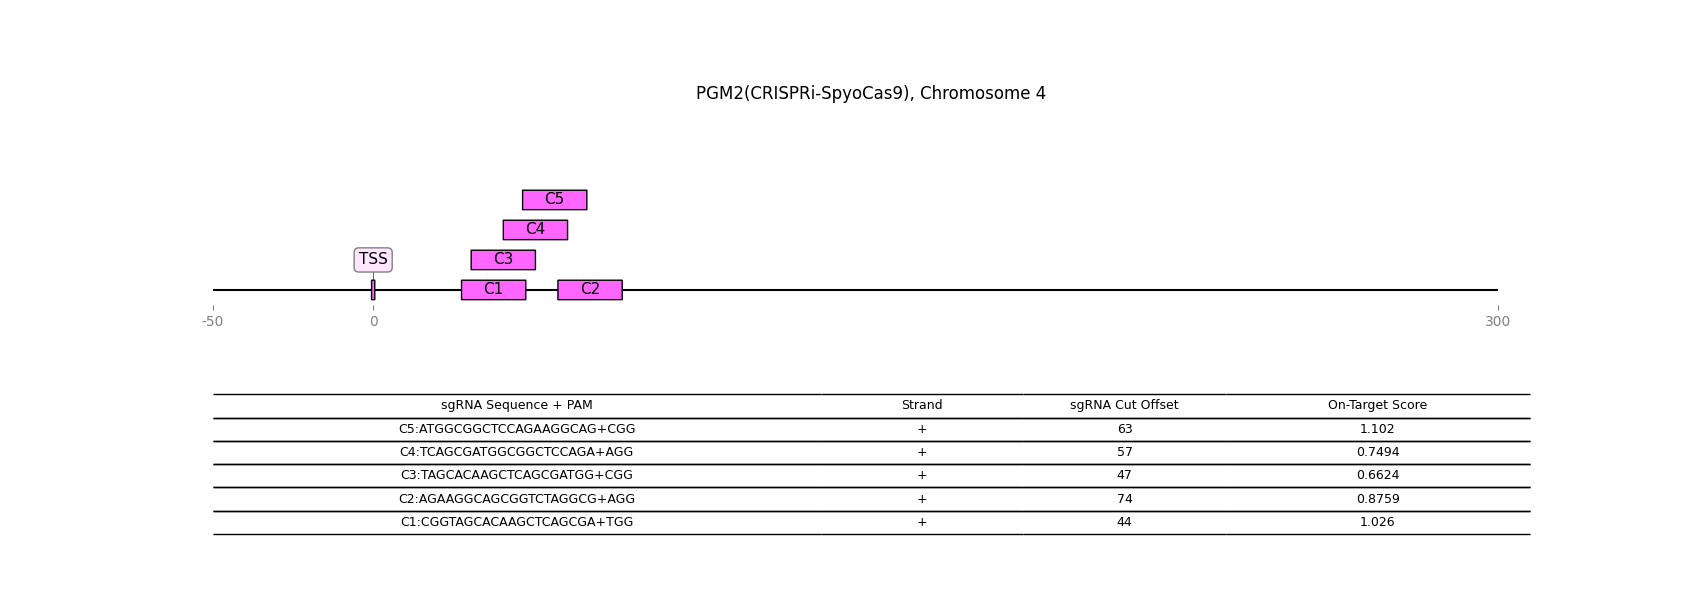 PGM2(CRISPRi-SpyoCas9), Chromosome 4
C5
C4
TSS C3
C1 C2
-50 0 300
sgRNA Sequence + PAM Strand sgRNA Cut Offset On-Target Score
C5:ATGGCGGCTCCAGAAGGCAG+CGG + 63 1.102
C4:TCAGCGATGGCGGCTCCAGA+AGG + 57 0.7494
C3:TAGCACAAGCTCAGCGATGG+CGG + 47 0.6624
C2:AGAAGGCAGCGGTCTAGGCG+AGG + 74 0.8759
C1:CGGTAGCACAAGCTCAGCGA+TGG + 44 1.026